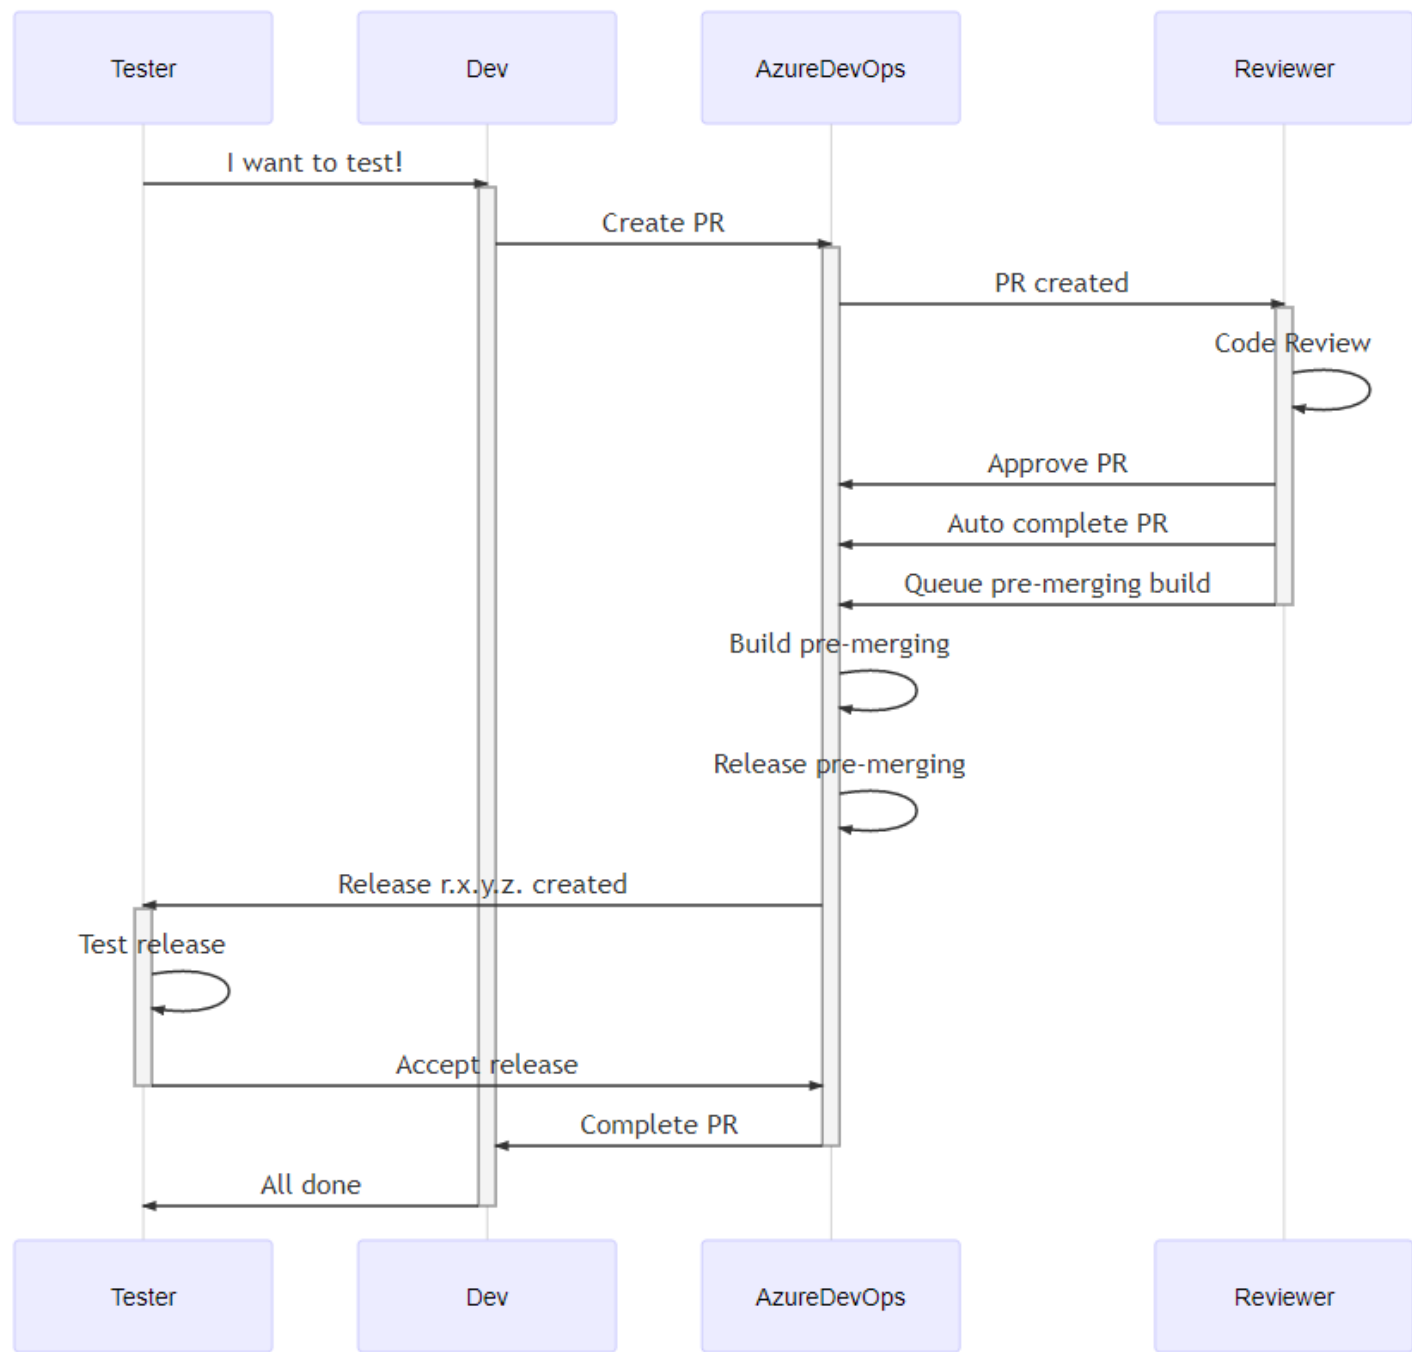 Tester
Dev
AzureDevOps
Reviewer
I want to test!
Create PR
PR created
Code Review
Approve PR
Auto complete PR
Queue pre-merging build
Build pre-merging
Release pre-merging
Release r.x.y.z. created
Test release
Accept release
Complete PR
All done
Tester
Dev
AzureDevOps
Reviewer